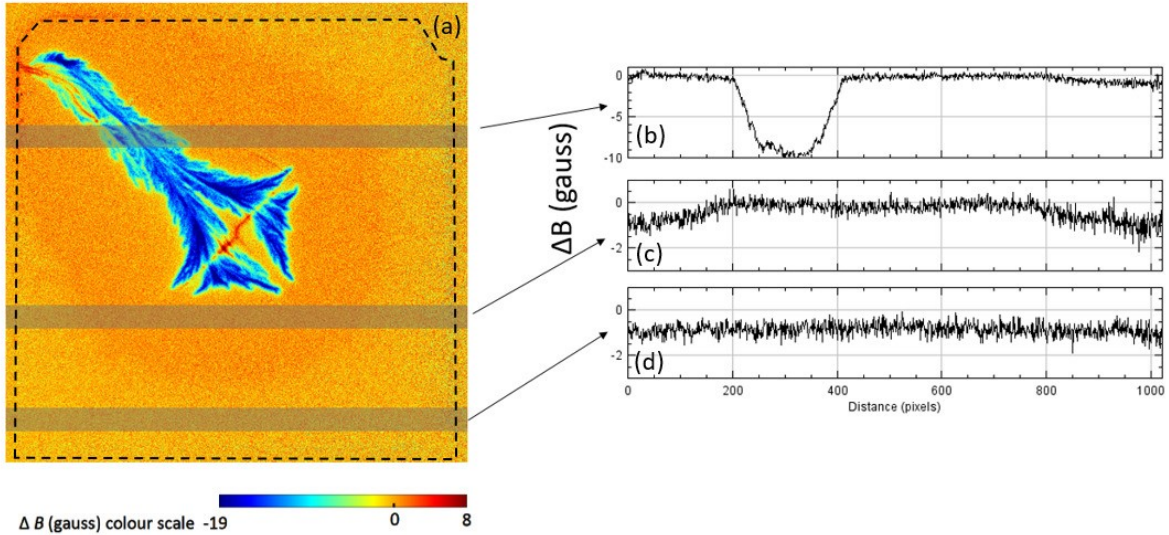 (a)
0
-5
-10
(b)
ΔB (gauss)
0
-2
(c)
0
-2
(d)
0 200 400 600 800 1000
Distance (pixels)
Δ B (gauss) colour scale -19 0 8